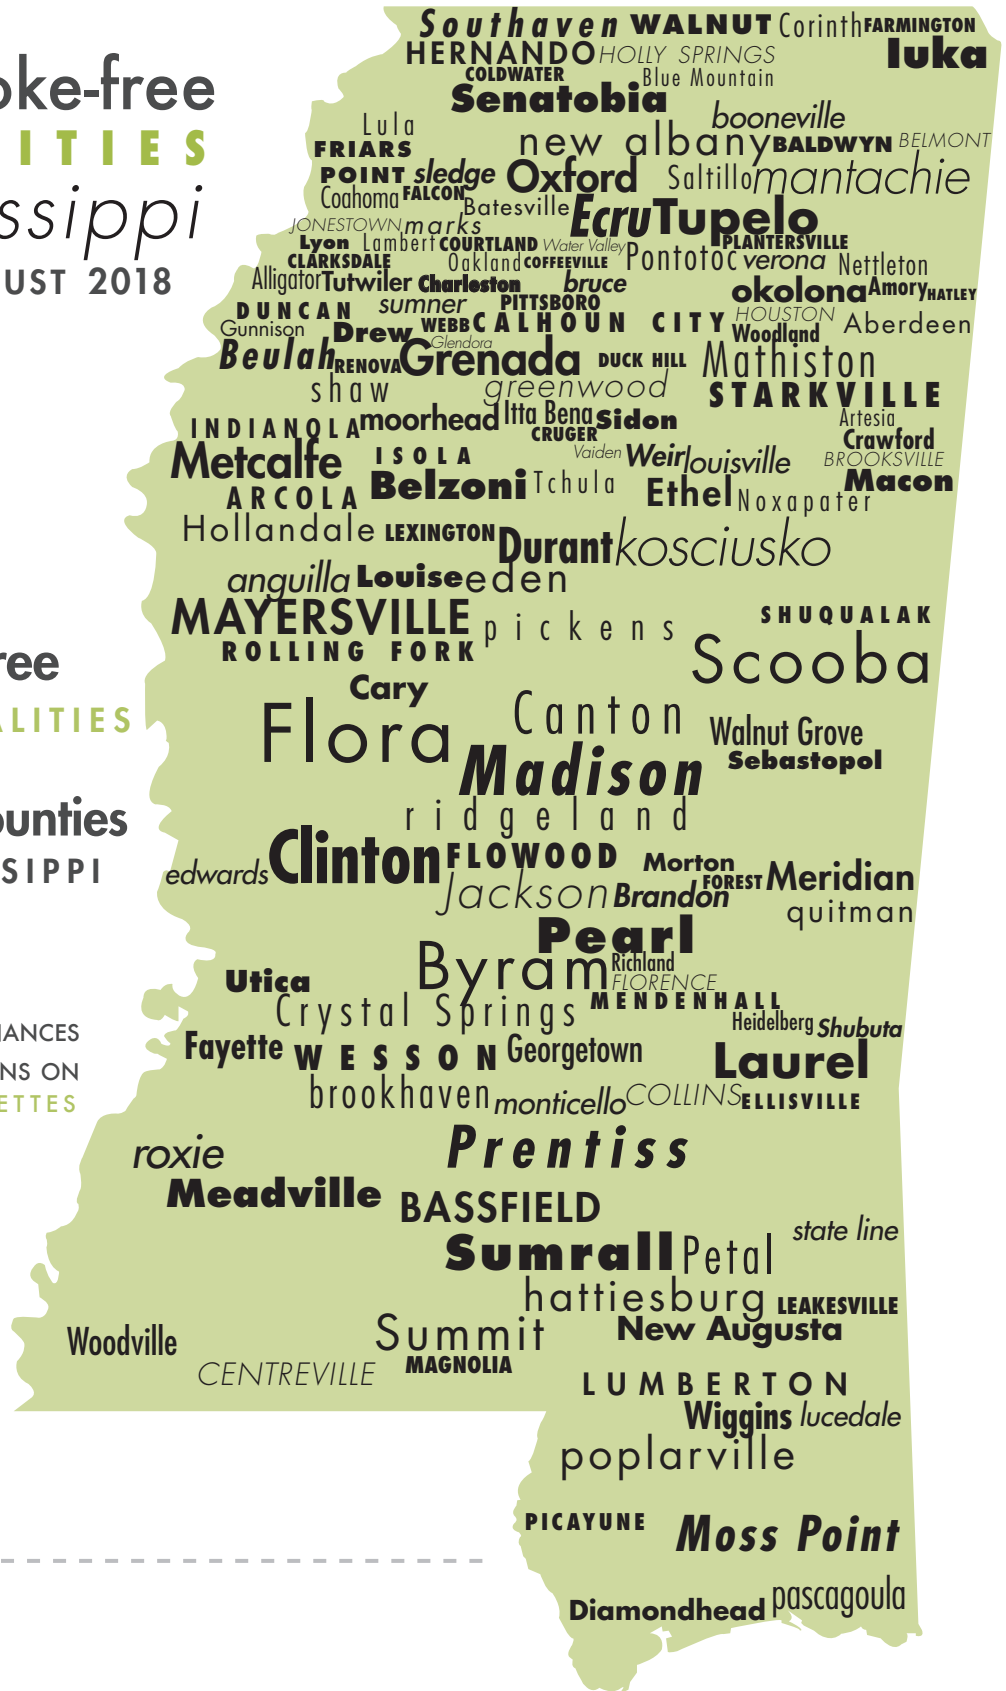 oke-free
ITIES
ssippi
UST 2018
ree
ALITIES
ounties
SIPPI
NANCES
NS ON
ETTES
Southaven WALNUT Corinth FARMINGTON
HERNANDO HOLLY SPRINGS Iuka
COLDWATER Blue Mountain
Senatobia booneville
Lula new albany BALDWYN BELMONT
FRIARS
POINT sledge Oxford Saltillo mantachie
Coahoma FALCON Batesville Ecru Tupelo
JONESTOWN marks
Lyon Lambert COURTLAND Water Valley Pontotoc PLANTERSVILLE
CLARKSDALE Oakland COFFEEVILLE verona Nettleton
Alligator Tutwiler Charleston bruce okolona Amory HATLEY
DUNCAN sumner PITTSBORO HOUSTON
Gunnison Drew WEBB CALHOUN CITY Woodland Aberdeen
Beulah RENOVA Glendora Grenada DUCK HILL Mathiston
shaw greenwood STARKVILLE
INDIANOLA moorhead Itta Bena Sidon Artesia
CRUGER Crawford
Metcalfe ISOLA Vaiden Weir louisville BROOKSVILLE
ARCOLA Belzoni Tchula Ethel Noxapater Macon
Hollandale LEXINGTON Durant kosciusko
anguilla Louise eden
MAYERSVILLE pickens SHUQUALAK
ROLLING FORK Scooba
Cary
Flora Canton Walnut Grove
Madison Sebastopol
ridgeland
edwards Clinton FLOWOOD Morton
Jackson Brandon FOREST Meridian
quitman
Pearl
Byram Richland
Utica FLORENCE
Crystal Springs MENDENHALL
Heidelberg Shubuta
Fayette WESSON Georgetown Laurel
brookhaven monticello COLLINS ELLISVILLE
roxie Prentiss
Meadville BASSFIELD
state line
Sumrall Petal
hattiesburg LEAKESVILLE
Woodville Summit New Augusta
CENTREVILLE MAGNOLIA
LUMBERTON
Wiggins lucedale
poplarville
PICAYUNE Moss Point
Diamondhead pascagoula